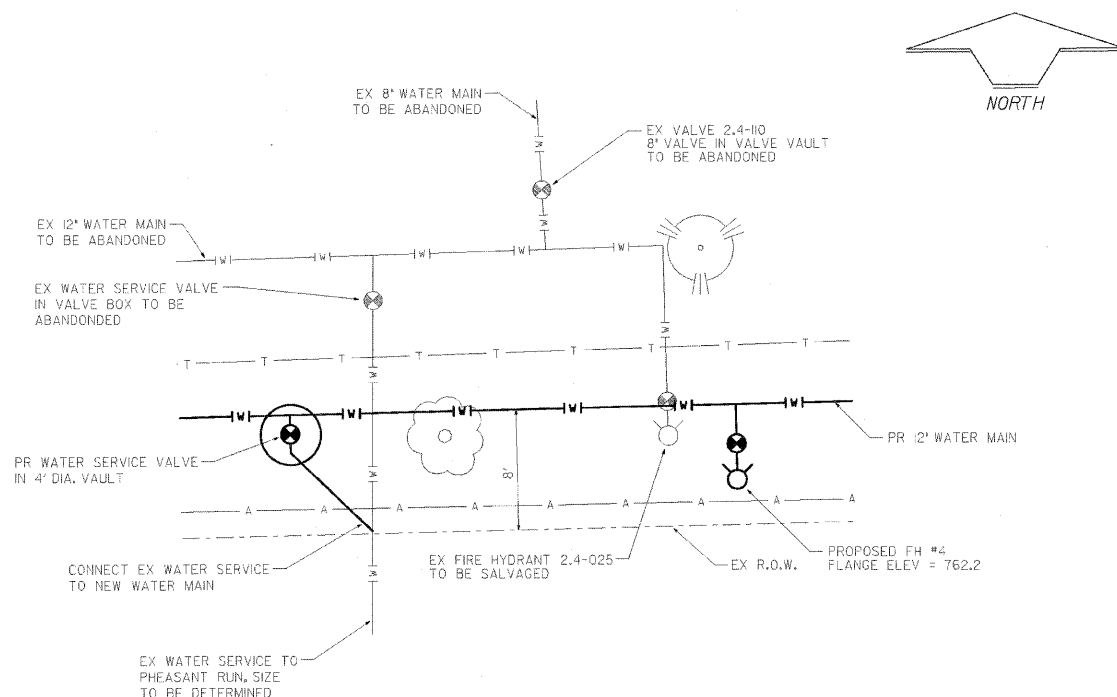 NORTH
EX 8" WATER MAIN
TO BE ABANDONED
EX VALVE 2.4-110
8" VALVE IN VALVE VAULT
TO BE ABANDONED
EX 12" WATER MAIN
TO BE ABANDONED
W W W W W
W W
EX WATER SERVICE VALVE
IN VALVE BOX TO BE
ABANDONDED
W W
T T T T T T T T T
W W W W W W
PR 12" WATER MAIN
PR WATER SERVICE VALVE
IN 4' DIA. VAULT
W
8'
A A A A A A A A A
CONNECT EX WATER SERVICE
TO NEW WATER MAIN
EX FIRE HYDRANT 2.4-025
TO BE SALVAGED
EX R.O.W.
PROPOSED FH #4
FLANGE ELEV = 762.2
W
EX WATER SERVICE TO
PHEASANT RUN, SIZE
TO BE DETERMINED